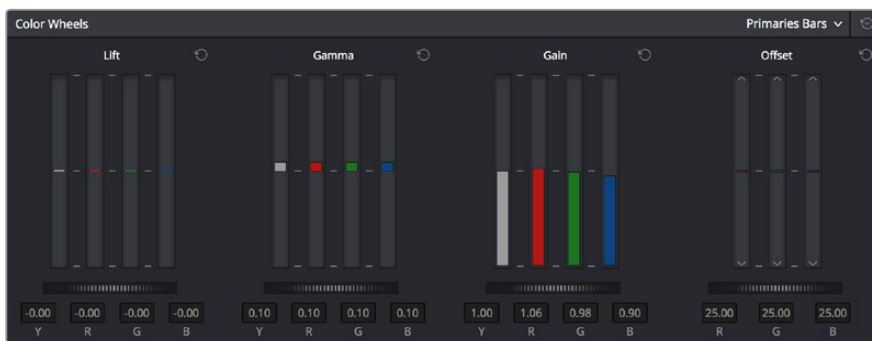 Color Wheels Primaries Bars
Lift Gamma Gain Offset
-0.00 -0.00 -0.00 -0.00 0.10 0.10 0.10 0.10 1.00 1.06 0.98 0.90 25.00 25.00 25.00
Y R G B Y R G B Y R G B R G B